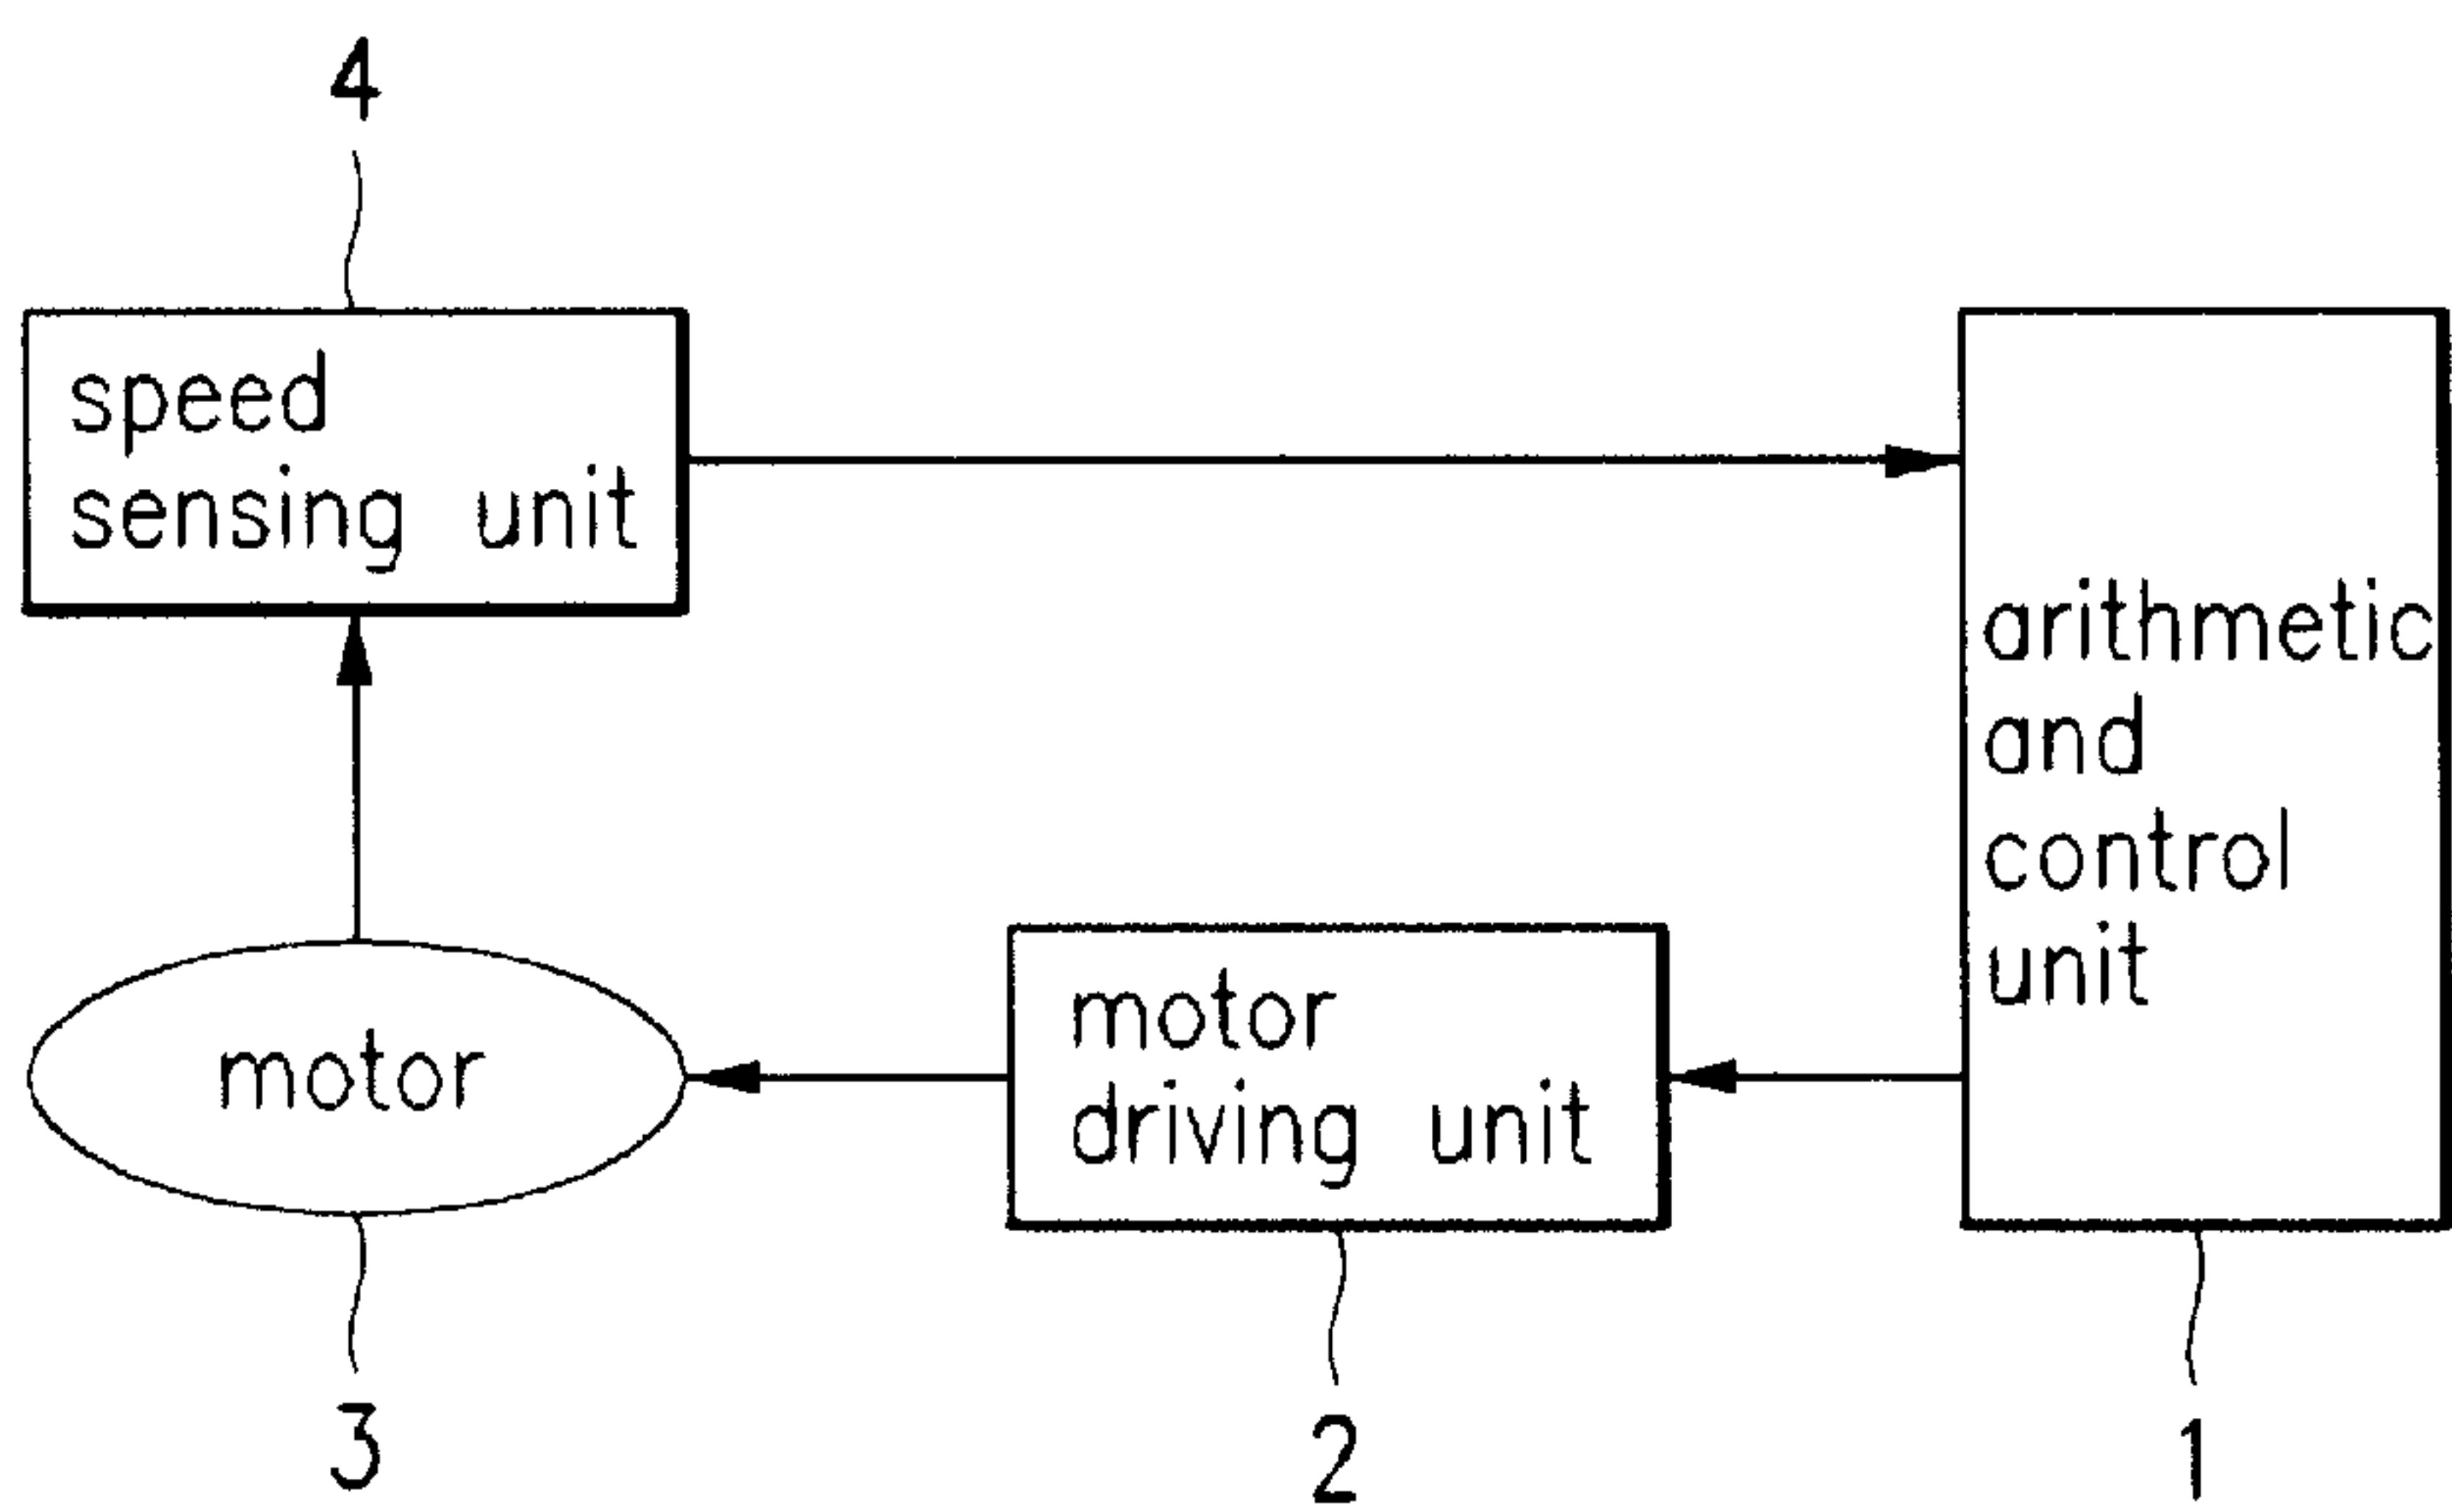 4
speed
sensing unit
arithmetic
and
control
unit
motor
driving unit
motor
3
2
1